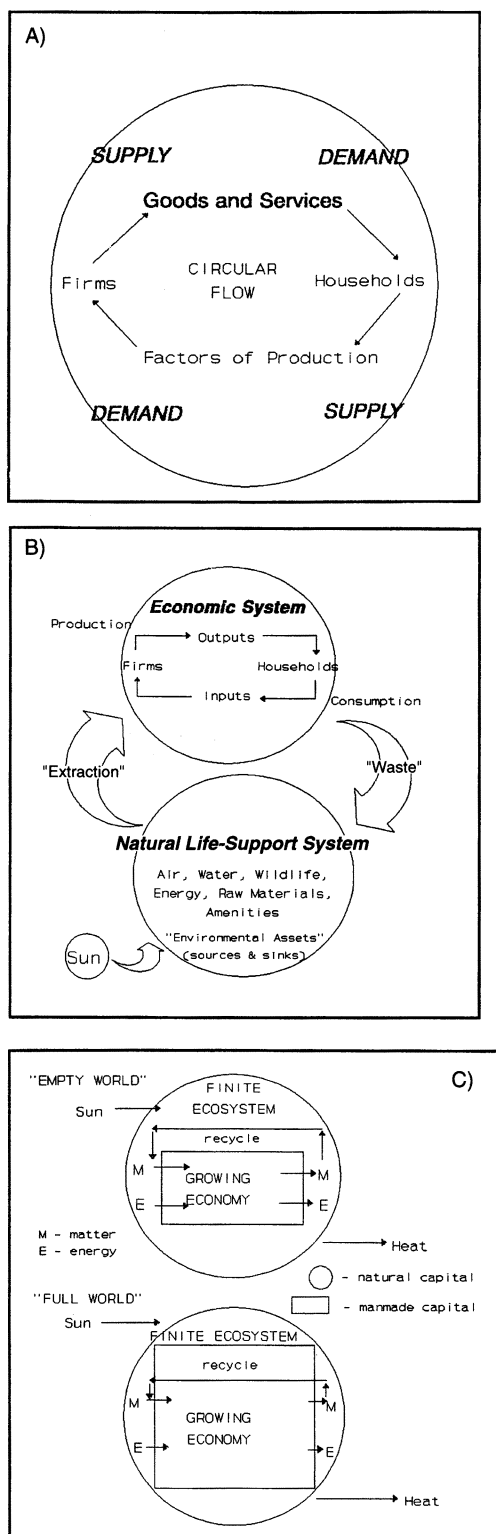 A)
SUPPLY DEMAND
Goods and Services
Firms CIRCULAR FLOW Households
Factors of Production
DEMAND SUPPLY
B)
Economic System
Production
Outputs
Firms Households
Inputs
Consumption
"Extraction" "Waste"
Natural Life-Support System
Air, Water, Wildlife,
Energy, Raw Materials,
Amenities
"Environmental Assets"
(sources & sinks)
Sun
C)
"EMPTY WORLD"
FINITE
ECOSYSTEM
Sun
recycle
M GROWING M
E ECONOMY E
M - matter
E - energy
Heat
- natural capital
- manmade capital
"FULL WORLD"
Sun
FINITE ECOSYSTEM
recycle
M M
GROWING
E ECONOMY E
Heat